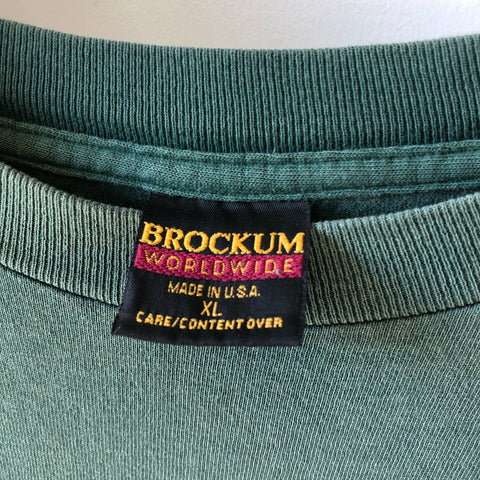 BROCKUM
WORLDWIDE
MADE IN U.S.A.
XL
CARE/CONTENT OVER